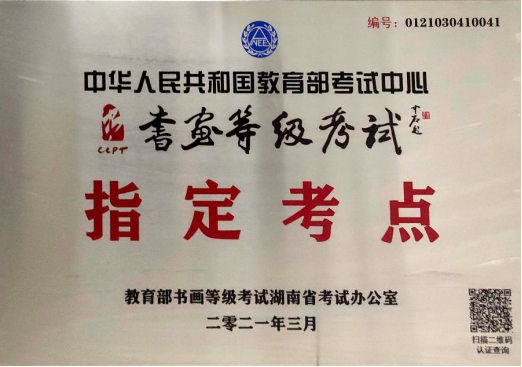 编号：0121030410041
NEEA
中华人民共和国教育部考试中心
书画等级考试
CCPT
指定考点
教育部书画等级考试湖南省考试办公室
二零二一年三月
扫描二维码
认证查询